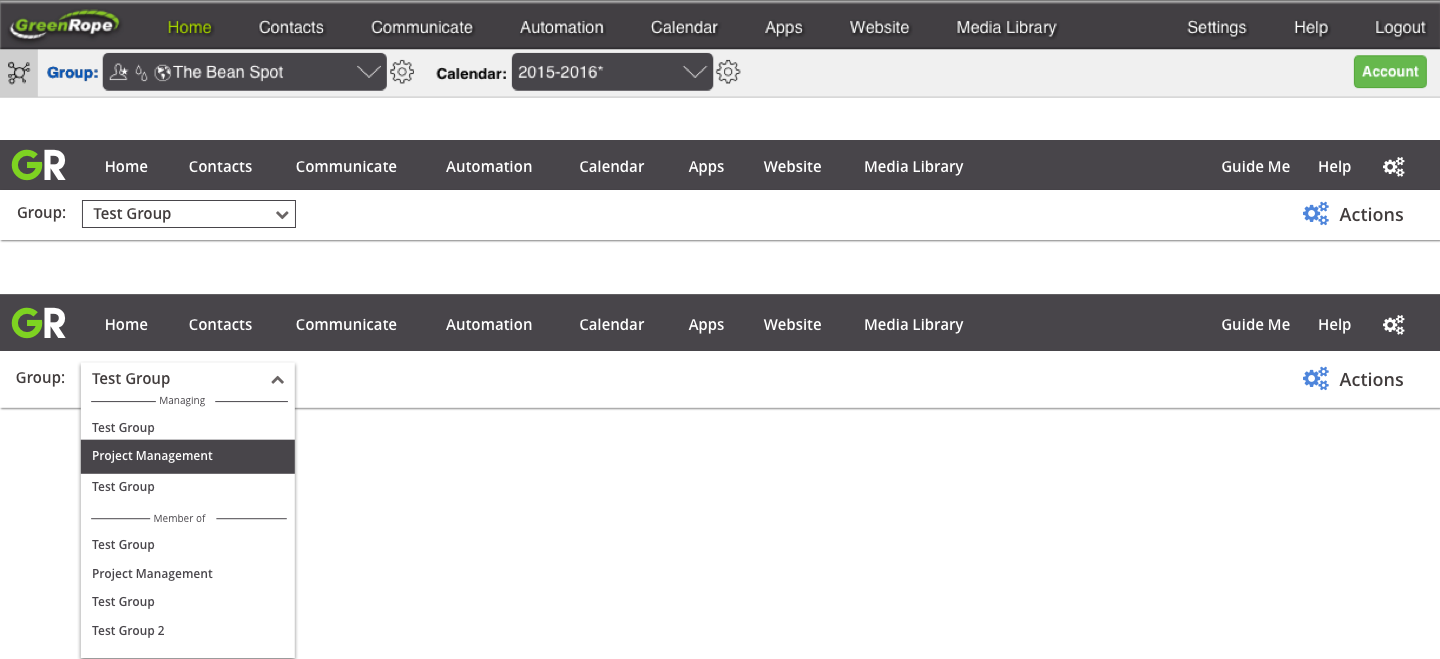 GreenRope Home Contacts Communicate Automation Calendar Apps Website Media Library Settings Help Logout
Group: The Bean Spot Calendar: 2015-2016* Account
GR Home Contacts Communicate Automation Calendar Apps Website Media Library Guide Me Help
Group: Test Group Actions
GR Home Contacts Communicate Automation Calendar Apps Website Media Library Guide Me Help
Group: Test Group Actions
Managing
Test Group
Project Management
Test Group
Member of
Test Group
Project Management
Test Group
Test Group 2